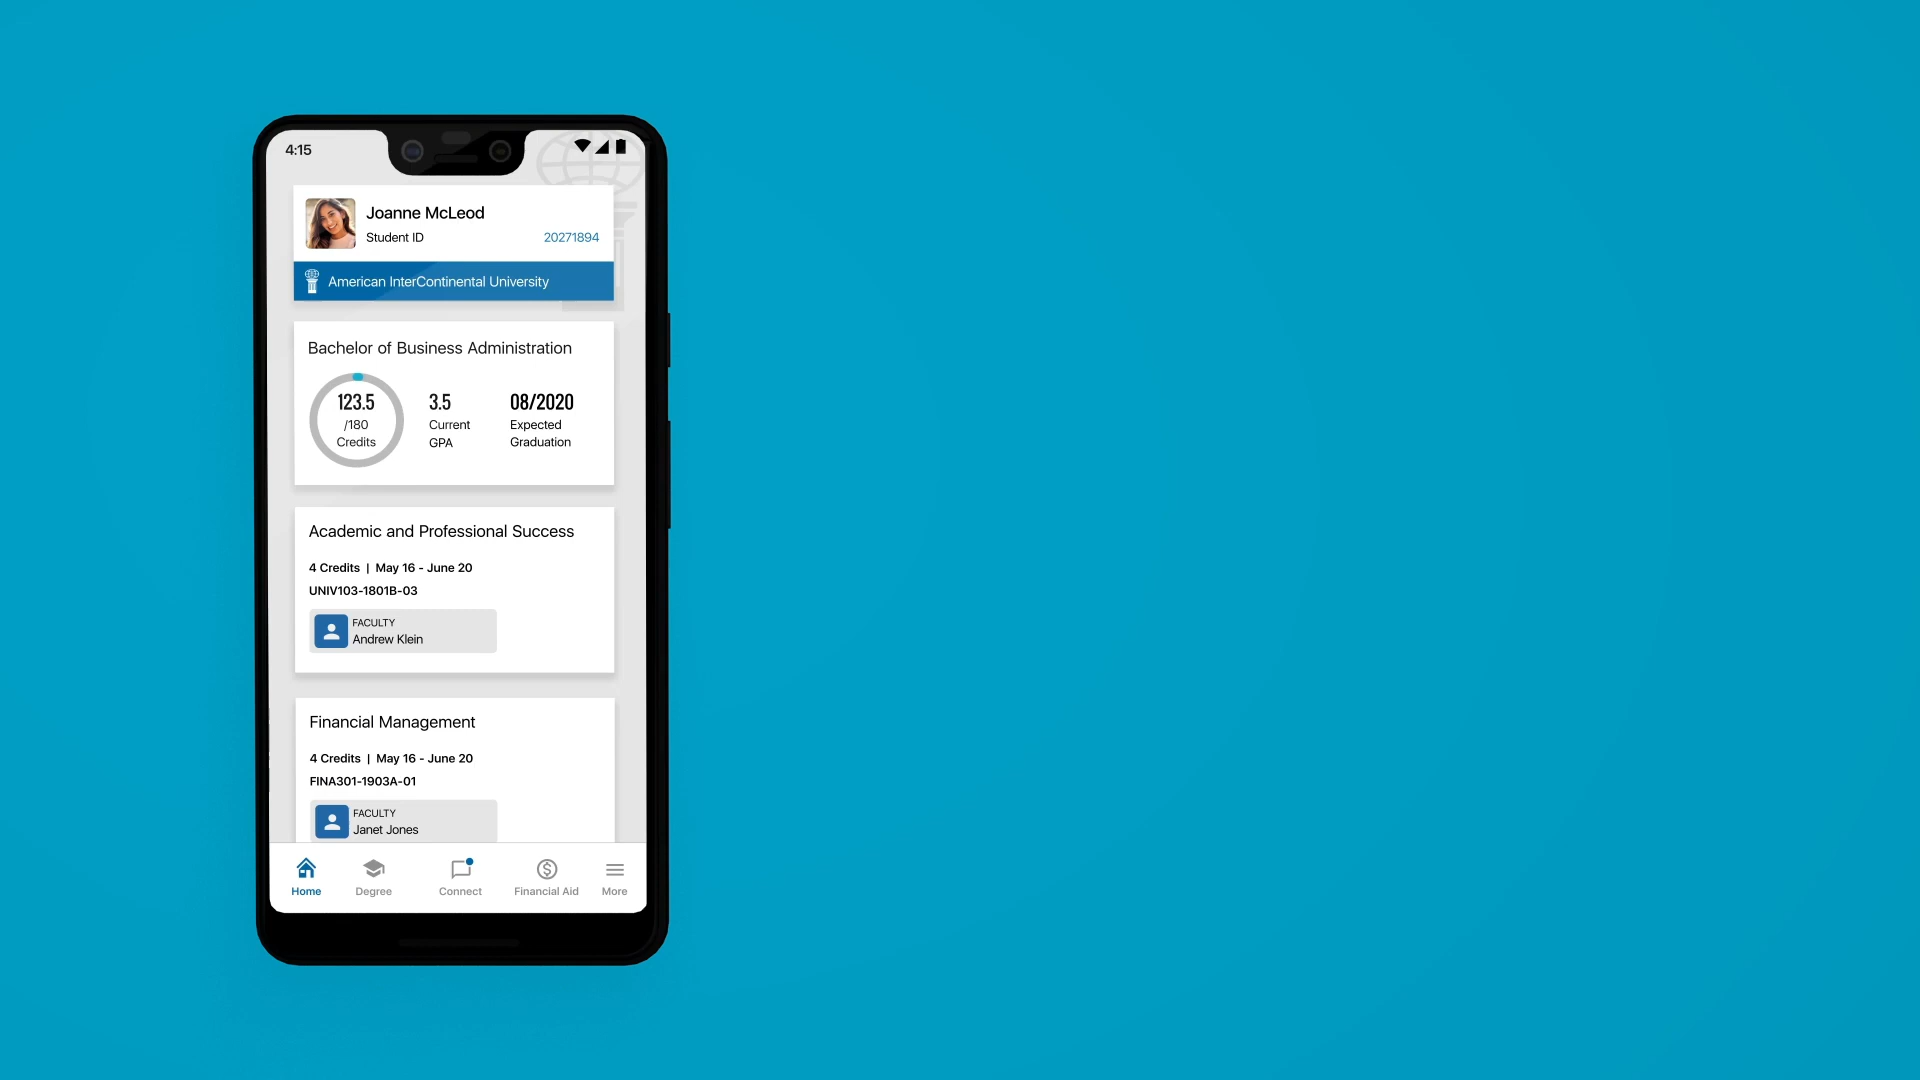 4:15
Joanne McLeod
Student ID 20271894
American InterContinental University
Bachelor of Business Administration
123.5 3.5 08/2020
/180 Current Expected
Credits GPA Graduation
Academic and Professional Success
4 Credits | May 16 - June 20
UNIV103-1801B-03
FACULTY
Andrew Klein
Financial Management
4 Credits | May 16 - June 20
FINA301-1903A-01
FACULTY
Janet Jones
Home Degree Connect Financial Aid More